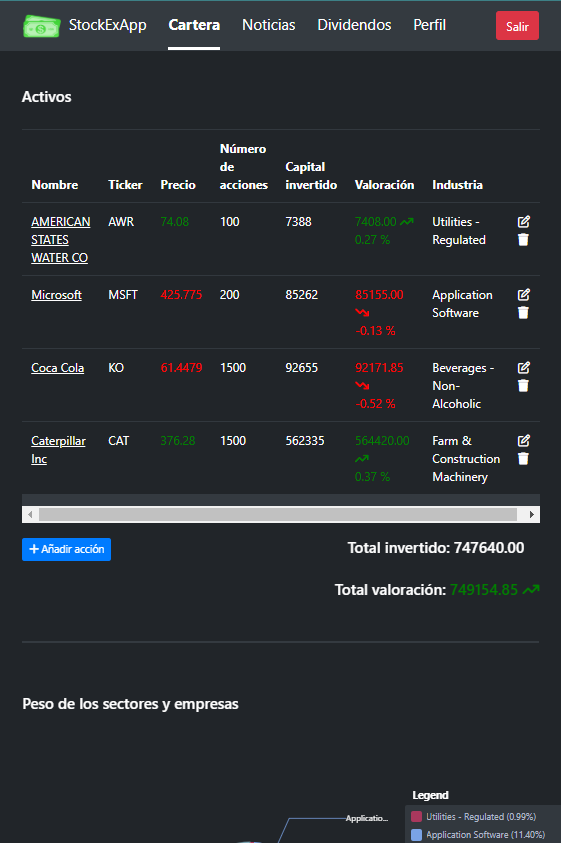 StockExApp Cartera Noticias Dividendos Perfil Salir
Activos
Nombre Ticker Precio Número de acciones Capital invertido Valoración Industria
AMERICAN STATES WATER CO AWR 74.08 100 7388 7408.00 0.27 % Utilities - Regulated
Microsoft MSFT 425.775 200 85262 85155.00 -0.13 % Application Software
Coca Cola KO 61.4479 1500 92655 92171.85 -0.52 % Beverages - Non-Alcoholic
Caterpillar Inc CAT 376.28 1500 562335 564420.00 0.37 % Farm & Construction Machinery
Añadir acción
Total invertido: 747640.00
Total valoración: 749154.85
Peso de los sectores y empresas
Legend
Applicatio...
Utilities - Regulated (0.99%)
Application Software (11.40%)